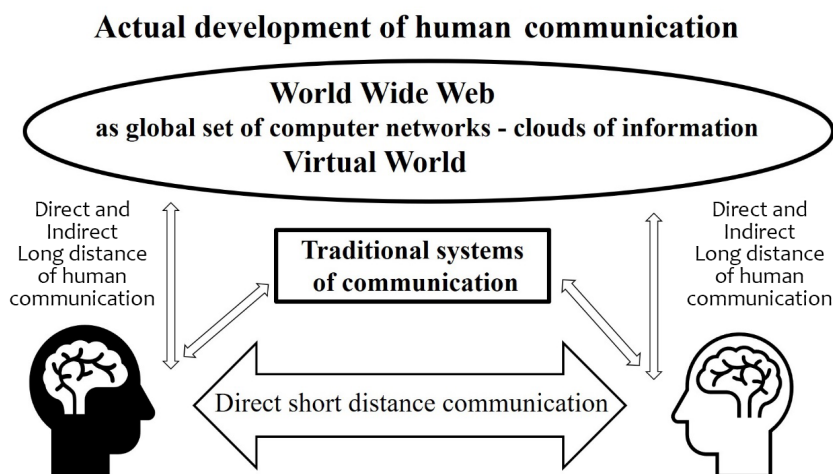 Actual development of human communication
World Wide Web
as global set of computer networks - clouds of information
Virtual World
Direct and
Indirect
Long distance
of human
communication
Traditional systems
of communication
Direct and
Indirect
Long distance
of human
communication
Direct short distance communication